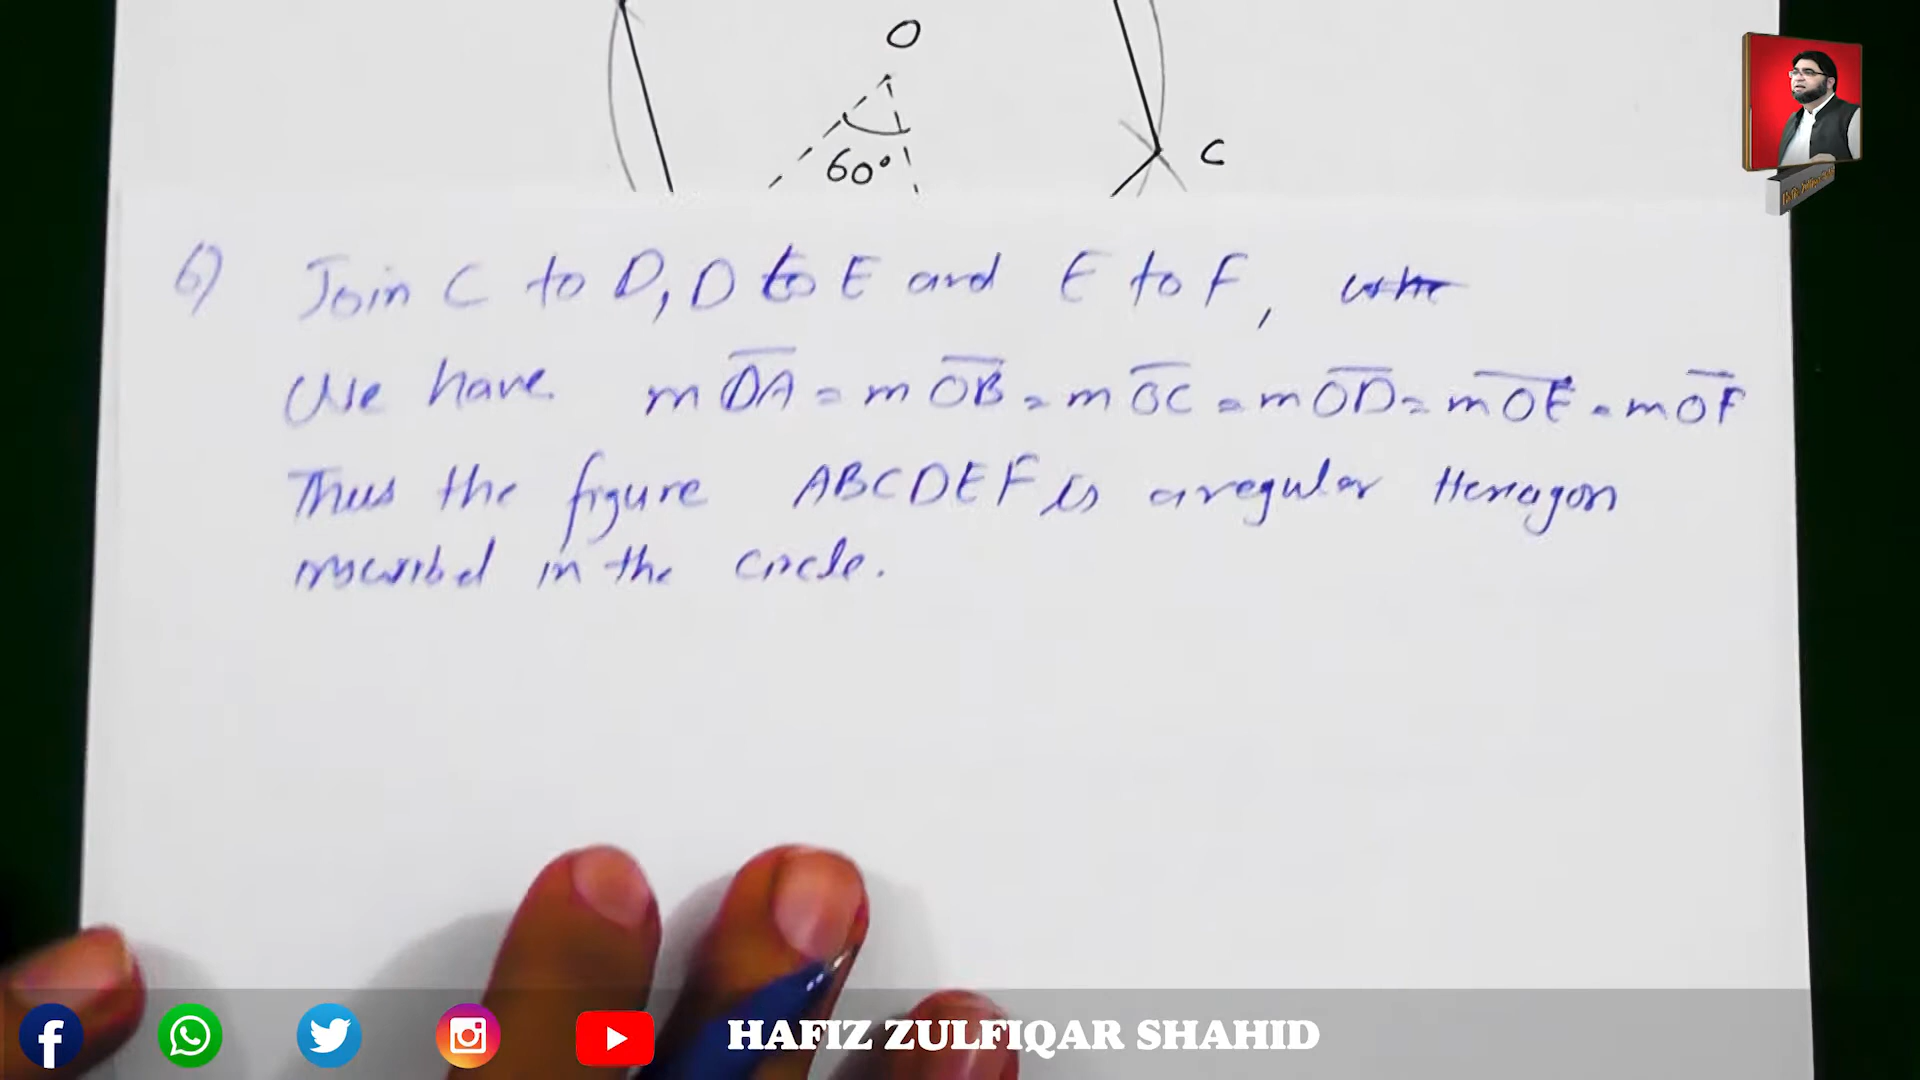 O
60°
C
6) Join C to D, D to E and E to F,
We have m OA = m OB = m OC = m OD = m OE = m OF
Thus the figure ABCDEF is a regular Hexagon
inscribed in the circle.
HAFIZ ZULFIQAR SHAHID